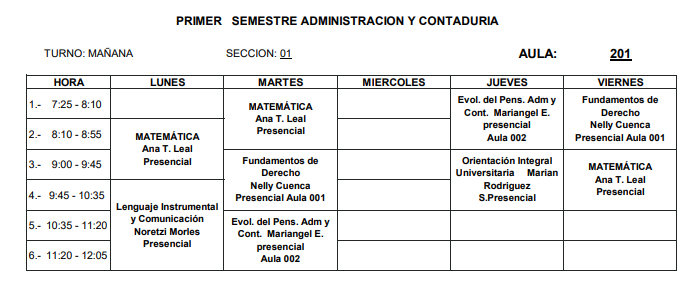 PRIMER SEMESTRE ADMINISTRACION Y CONTADURIA
TURNO: MAÑANA SECCION: 01 AULA: 201
HORA LUNES MARTES MIERCOLES JUEVES VIERNES
1.- 7:25 - 8:10
2.- 8:10 - 8:55
3.- 9:00 - 9:45
4.- 9:45 - 10:35
5.- 10:35 - 11:20
6.- 11:20 - 12:05
MATEMÁTICA
Ana T. Leal
Presencial
Lenguaje Instrumental
y Comunicación
Noretzi Morles
Presencial
MATEMÁTICA
Ana T. Leal
Presencial
Fundamentos de
Derecho
Nelly Cuenca
Presencial Aula 001
Evol. del Pens. Adm y
Cont. Mariangel E.
presencial
Aula 002
Evol. del Pens. Adm y
Cont. Mariangel E.
presencial
Aula 002
Orientación Integral
Universitaria Marian
Rodriguez
S.Presencial
Fundamentos de
Derecho
Nelly Cuenca
Presencial Aula 001
MATEMÁTICA
Ana T. Leal
Presencial